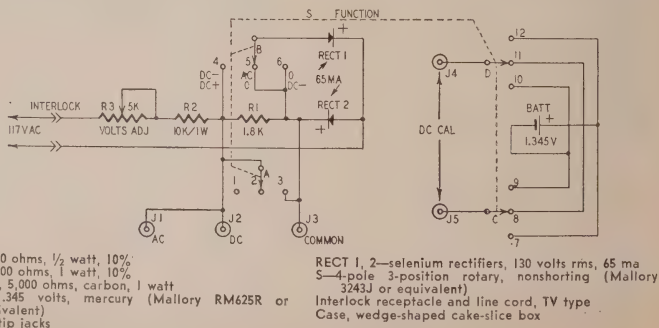 S FUNCTION
12
4
B
RECT 1
11
DC-
DC+
5
AC
0
6
0
DC-
65MA
J4
D
10
INTERLOCK
R3
5K
R2
R1
RECT 2
BATT
117VAC
VOLTS ADJ
10K/1W
1.8K
DC CAL
1.345V
A
1
2
3
9
J1
AC
J2
DC
J3
COMMON
J5
C
8
7
0 ohms, 1/2 watt, 10%
00 ohms, 1 watt, 10%
, 5,000 ohms, carbon, 1 watt
.345 volts, mercury (Mallory RM625R or
valent)
tip jacks
RECT 1, 2—selenium rectifiers, 130 volts rms, 65 ma
S—4-pole 3-position rotary, nonshorting (Mallory
3243J or equivalent)
Interlock receptacle and line cord, TV type
Case, wedge-shaped cake-slice box